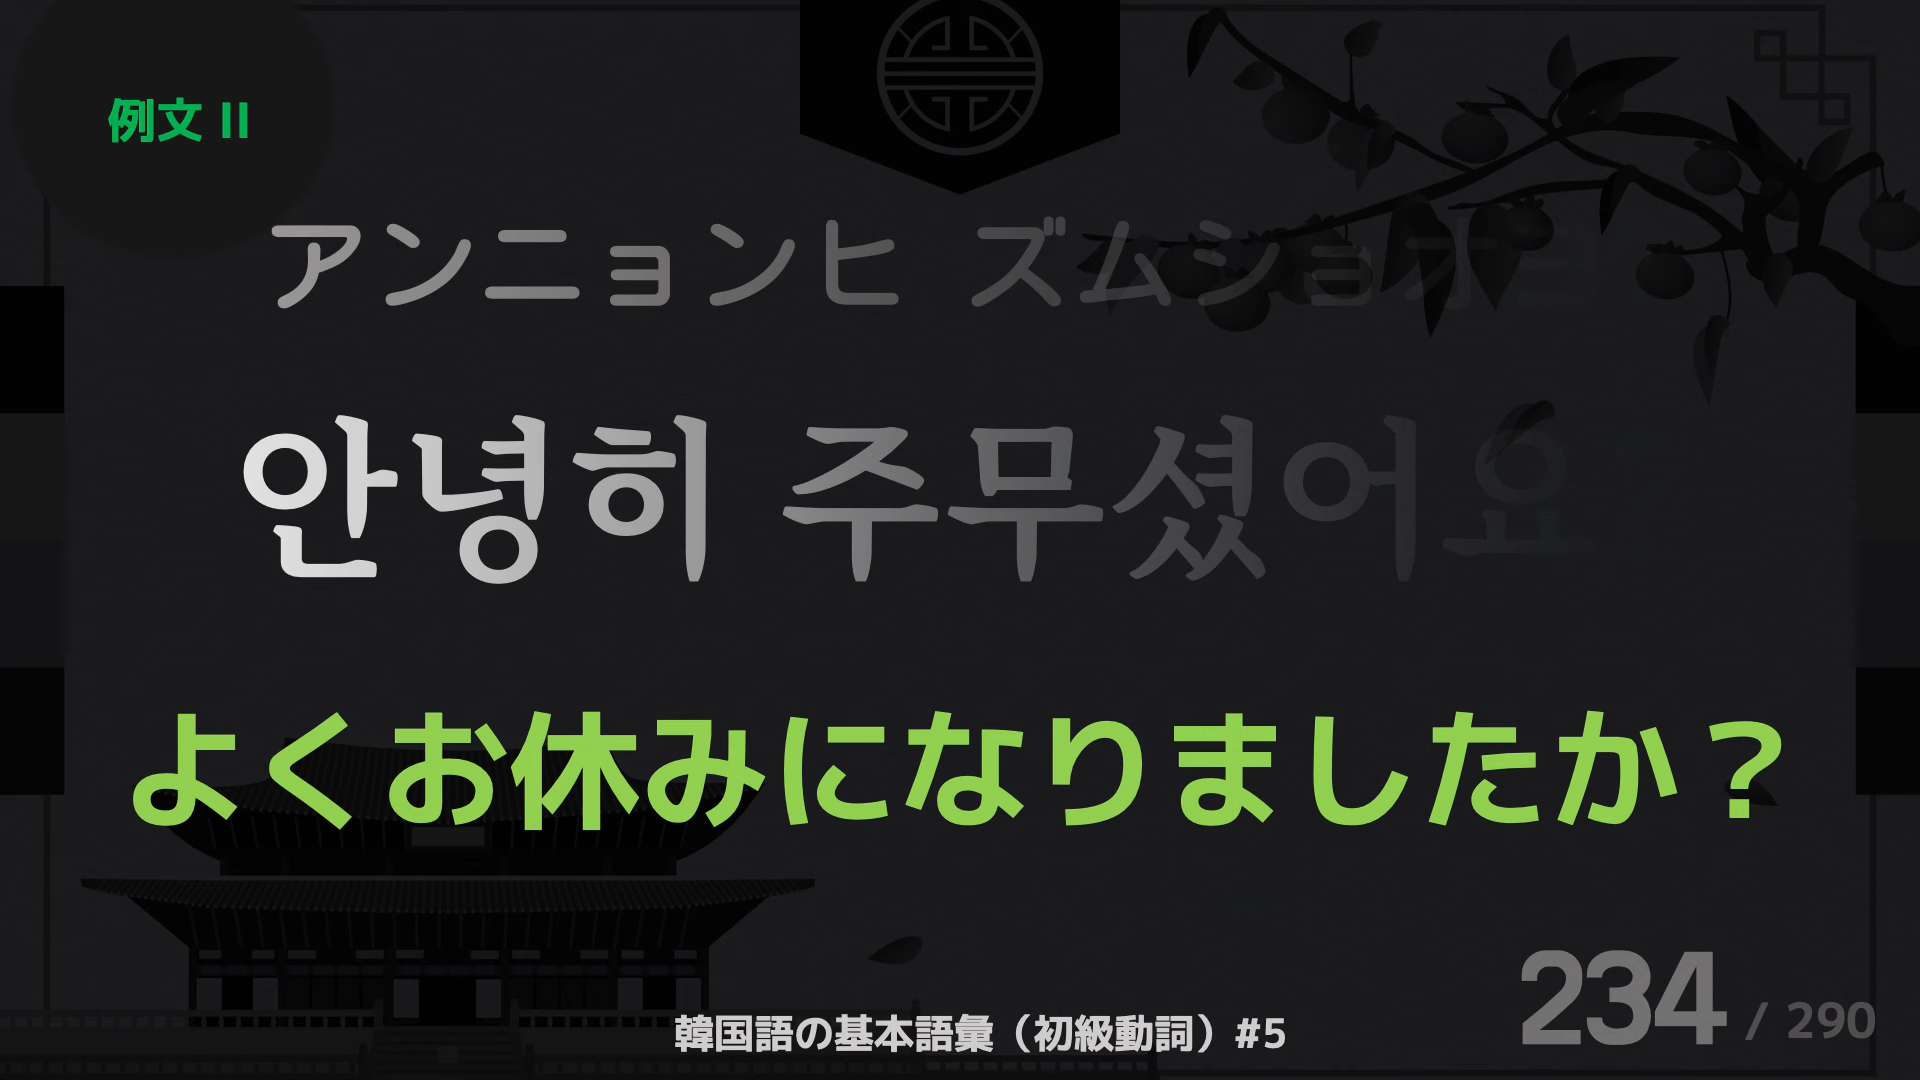 例文 II
アンニョンヒ ズムショオヨ
안녕히 주무셨어요
よくお休みになりましたか？
韓国語の基本語彙（初級動詞）#5
234 / 290